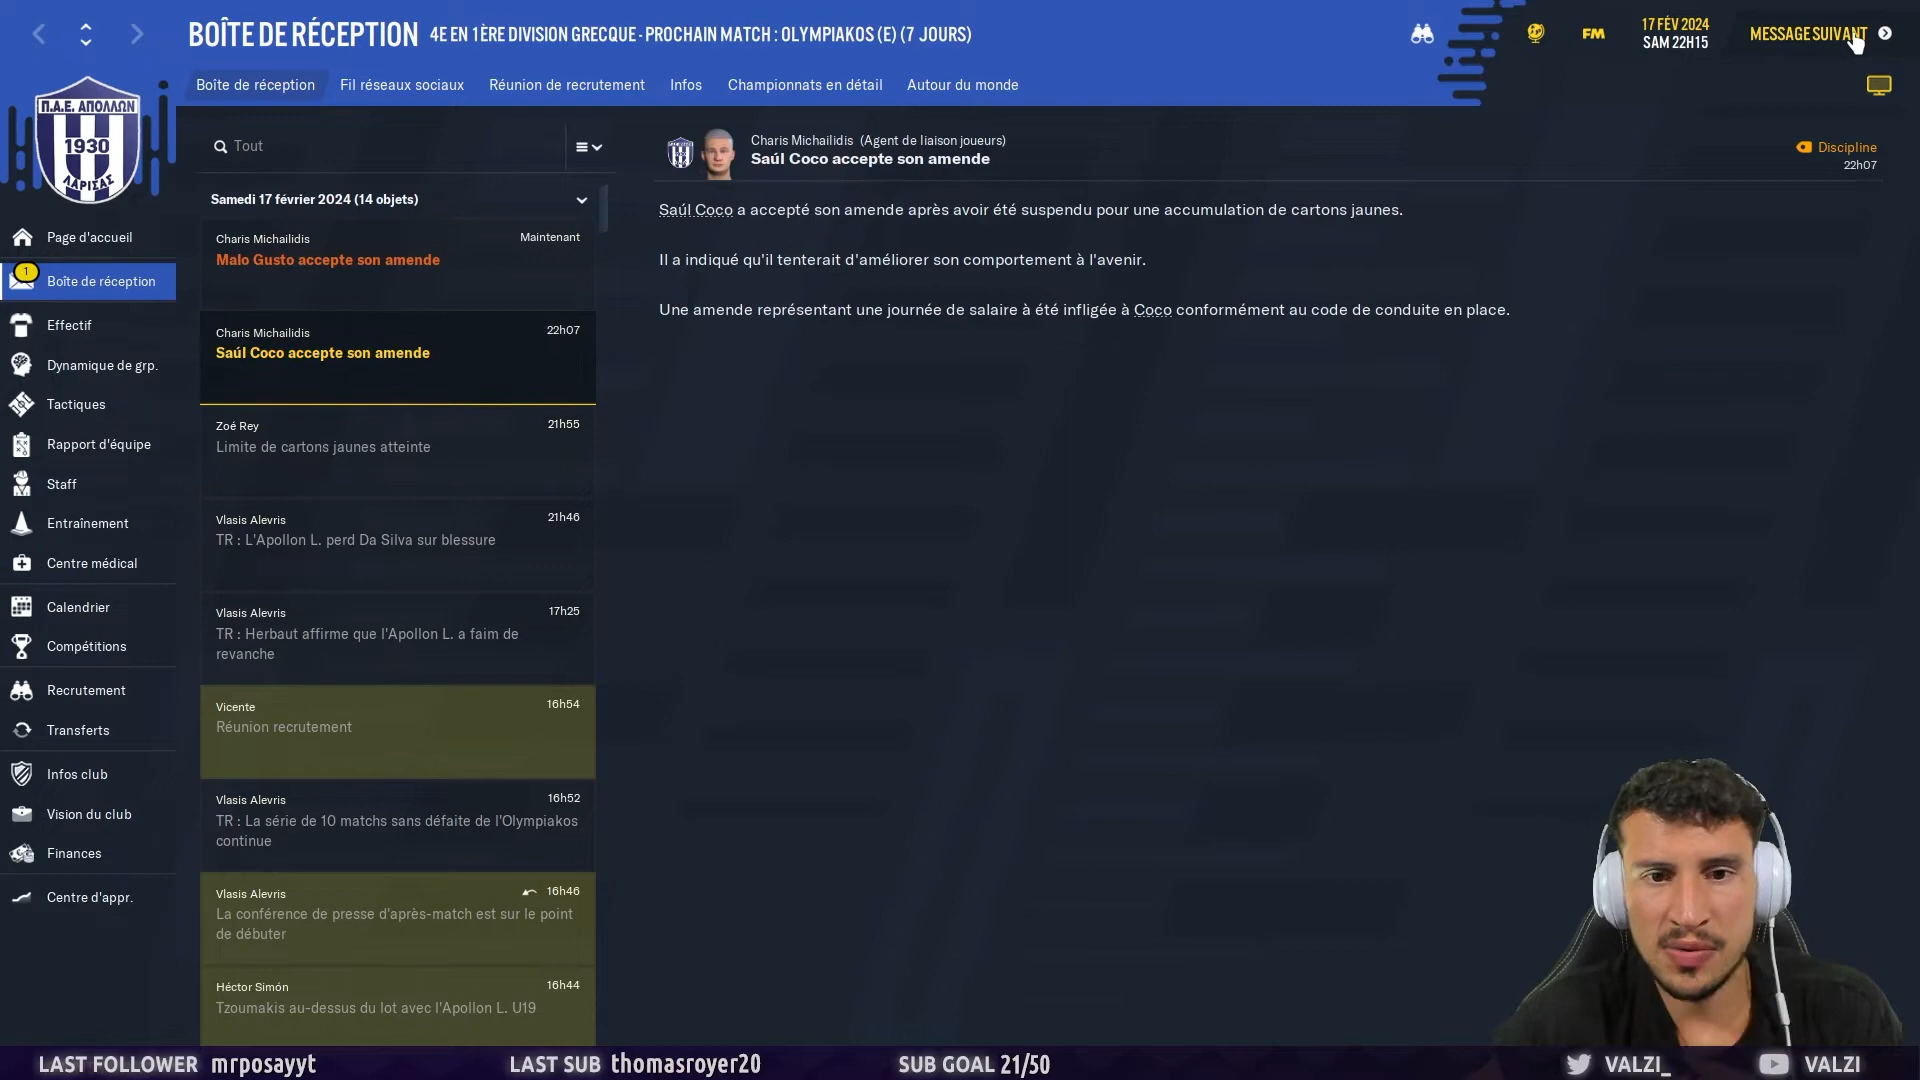 BOÎTE DE RÉCEPTION
4E EN 1ÈRE DIVISION GRECQUE - PROCHAIN MATCH : OLYMPIAKOS (E) (7 JOURS)
FM
17 FÉV 2024
SAM 22H15
MESSAGE SUIVANT
Boîte de réception
Fil réseaux sociaux
Réunion de recrutement
Infos
Championnats en détail
Autour du monde
Π.Α.Ε. ΑΠΟΛΛΩΝ
1930
ΛΑΡΙΣΑΣ
Page d'accueil
1
Boîte de réception
Effectif
Dynamique de grp.
Tactiques
Rapport d'équipe
Staff
Entraînement
Centre médical
Calendrier
Compétitions
Recrutement
Transferts
Infos club
Vision du club
Finances
Centre d'appr.
Tout
Samedi 17 février 2024 (14 objets)
Charis Michailidis
Maintenant
Malo Gusto accepte son amende
Charis Michailidis
22h07
Saúl Coco accepte son amende
Zoé Rey
21h55
Limite de cartons jaunes atteinte
Vlasis Alevris
21h46
TR : L'Apollon L. perd Da Silva sur blessure
Vlasis Alevris
17h25
TR : Herbaut affirme que l'Apollon L. a faim de
revanche
Vicente
16h54
Réunion recrutement
Vlasis Alevris
16h52
TR : La série de 10 matchs sans défaite de l'Olympiakos
continue
Vlasis Alevris
16h46
La conférence de presse d'après-match est sur le point
de débuter
Héctor Simón
16h44
Tzoumakis au-dessus du lot avec l'Apollon L. U19
Charis Michailidis (Agent de liaison joueurs)
Saúl Coco accepte son amende
Discipline
22h07
Saúl Coco a accepté son amende après avoir été suspendu pour une accumulation de cartons jaunes.
Il a indiqué qu'il tenterait d'améliorer son comportement à l'avenir.
Une amende représentant une journée de salaire à été infligée à Coco conformément au code de conduite en place.
LAST FOLLOWER mrposayyt
LAST SUB thomasroyer20
SUB GOAL 21/50
VALZI_
VALZI